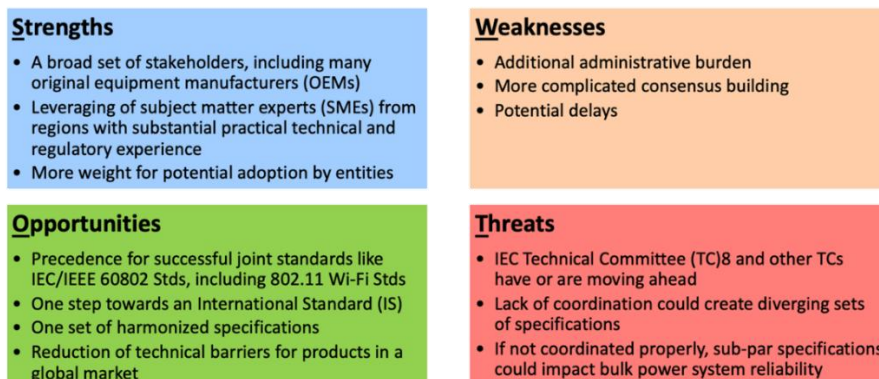 Strengths
• A broad set of stakeholders, including many
original equipment manufacturers (OEMs)
• Leveraging of subject matter experts (SMEs) from
regions with substantial practical technical and
regulatory experience
• More weight for potential adoption by entities
Weaknesses
• Additional administrative burden
• More complicated consensus building
• Potential delays
Opportunities
• Precedence for successful joint standards like
IEC/IEEE 60802 Stds, including 802.11 Wi-Fi Stds
• One step towards an International Standard (IS)
• One set of harmonized specifications
• Reduction of technical barriers for products in a
global market
Threats
• IEC Technical Committee (TC)8 and other TCs
have or are moving ahead
• Lack of coordination could create diverging sets
of specifications
• If not coordinated properly, sub-par specifications
could impact bulk power system reliability